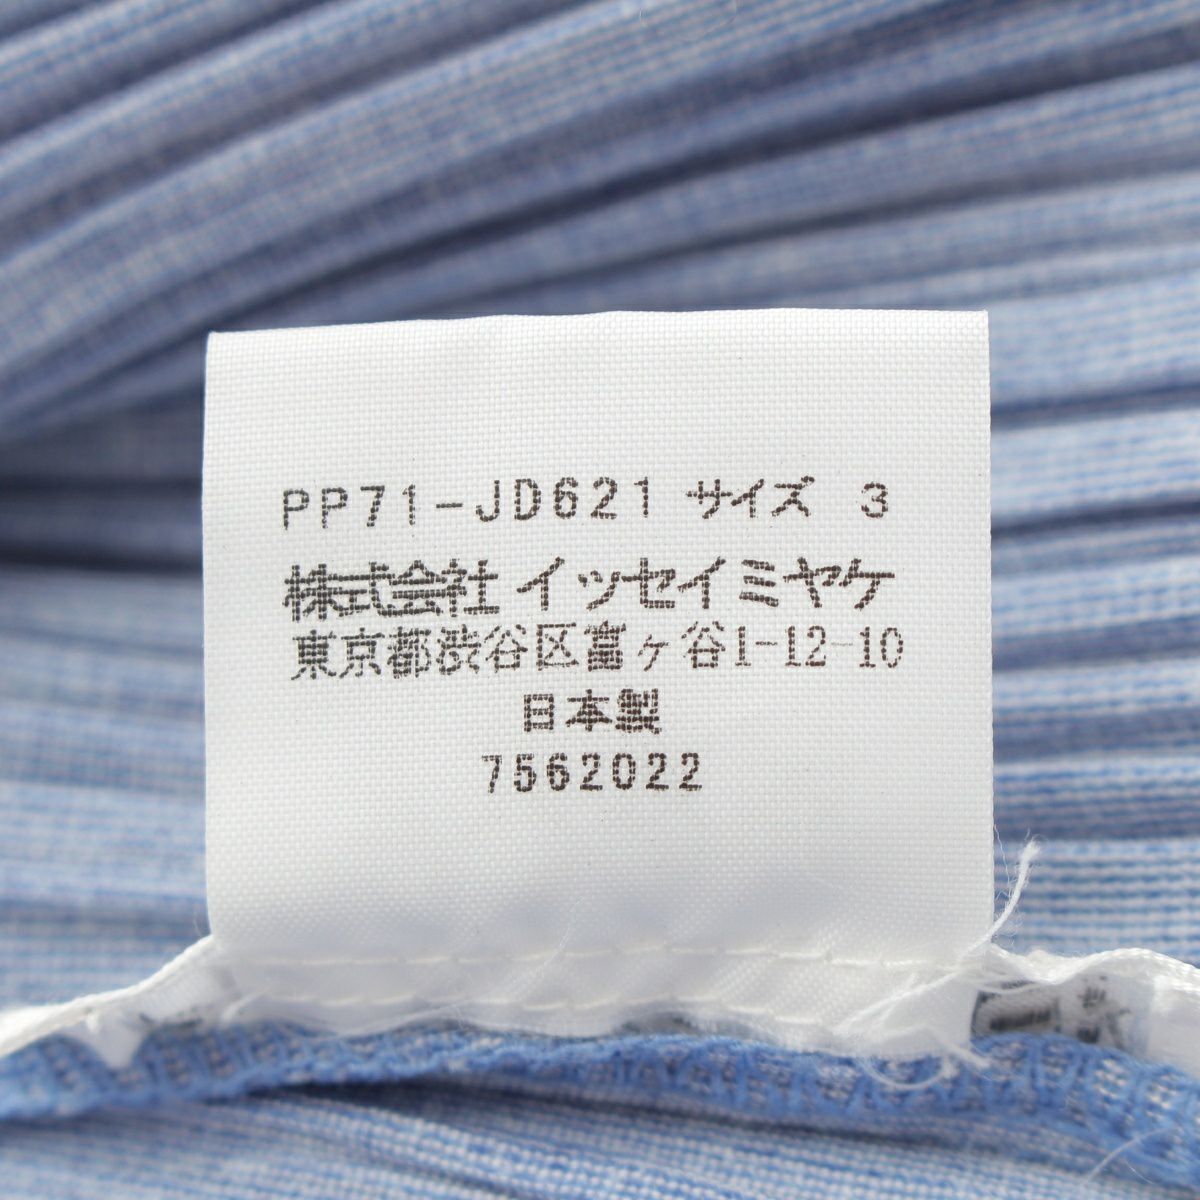 PP71-JD621 サイズ 3
株式会社 イッセイミヤケ
東京都渋谷区富ヶ谷1-12-10
日本製
7562022